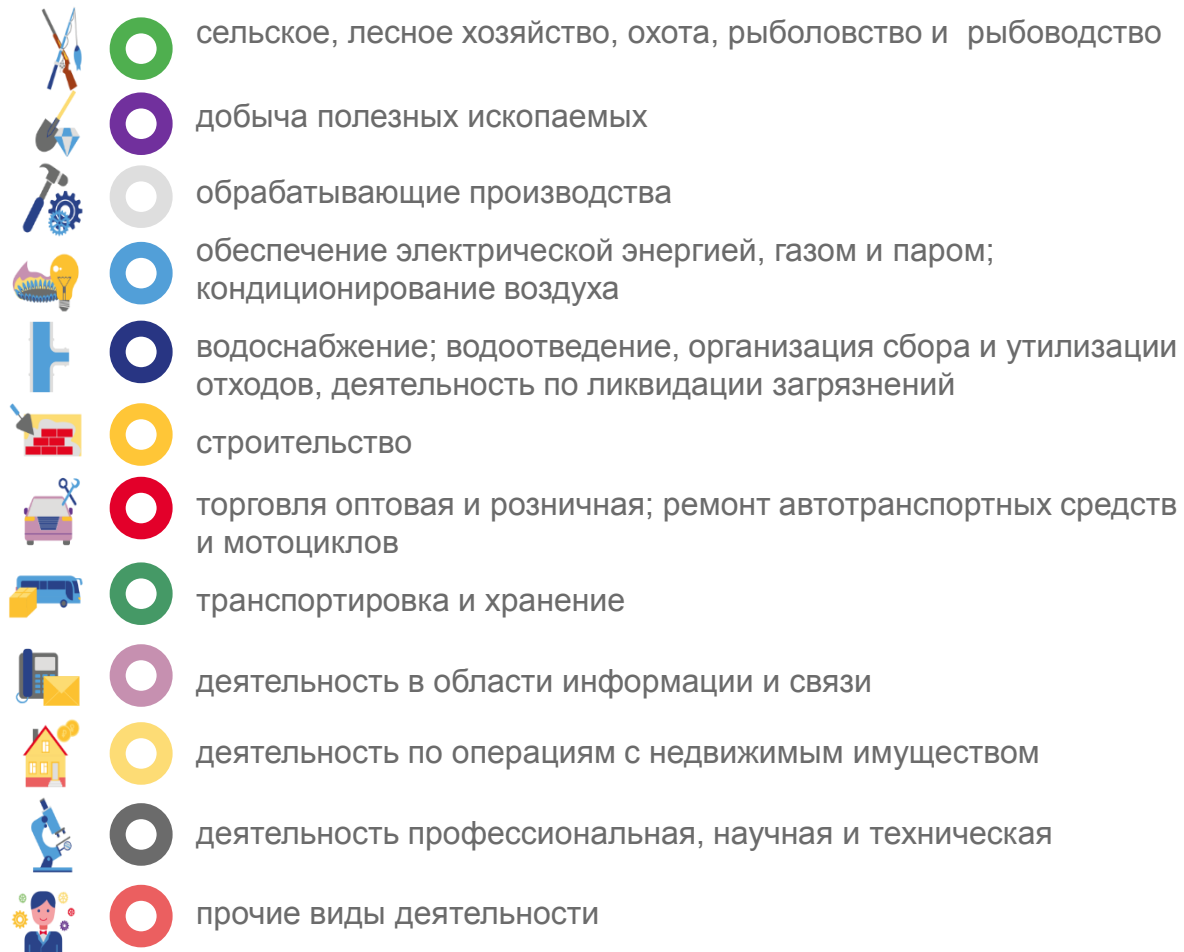 сельское, лесное хозяйство, охота, рыболовство и рыбоводство
добыча полезных ископаемых
обрабатывающие производства
обеспечение электрической энергией, газом и паром;
кондиционирование воздуха
водоснабжение; водоотведение, организация сбора и утилизации
отходов, деятельность по ликвидации загрязнений
строительство
торговля оптовая и розничная; ремонт автотранспортных средств
и мотоциклов
транспортировка и хранение
деятельность в области информации и связи
деятельность по операциям с недвижимым имуществом
деятельность профессиональная, научная и техническая
прочие виды деятельности